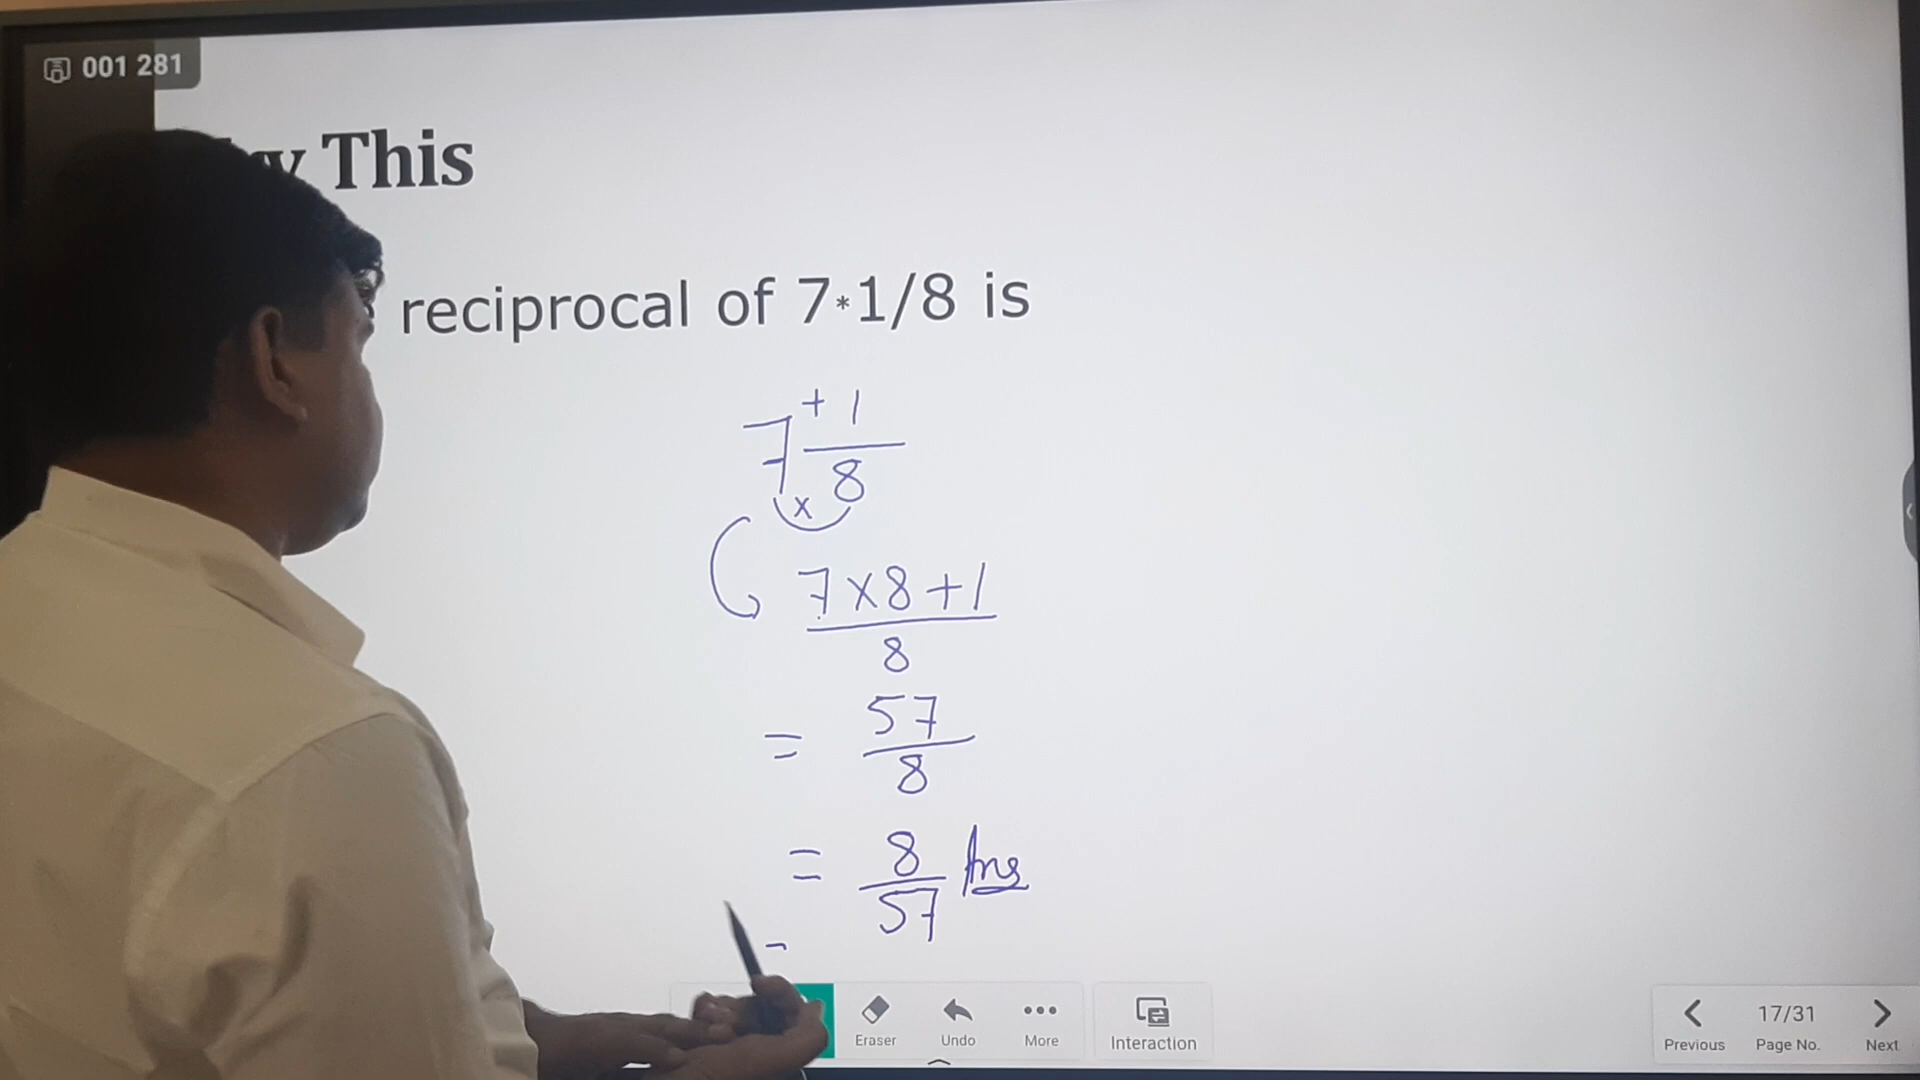 001 281
This
reciprocal of 7*1/8 is
+ 1
7
8
x
7x8+1
8
57
=
8
= 8 Ans
57
=
Eraser Undo More Interaction
17/31
Previous Page No. Next